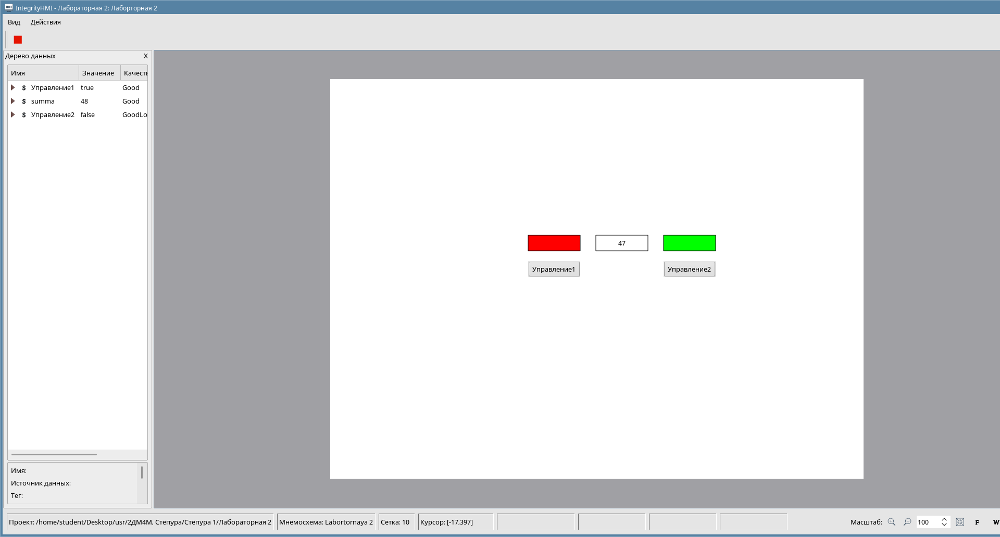 IntegrityHMI - Лабораторная 2: Лаборторная 2
Вид Действия
Дерево данных X
Имя Значение Качеств
S Управление1 true Good
S summa 48 Good
S Управление2 false GoodLo
47
Управление1 Управление2
Имя:
Источник данных:
Тег:
Проект: /home/student/Desktop/usr/2ДМ4М, Степура/Степура 1/Лабораторная 2 Мнемосхема: Labortornaya 2 Сетка: 10 Курсор: [-17,397] Масштаб: 100 F W